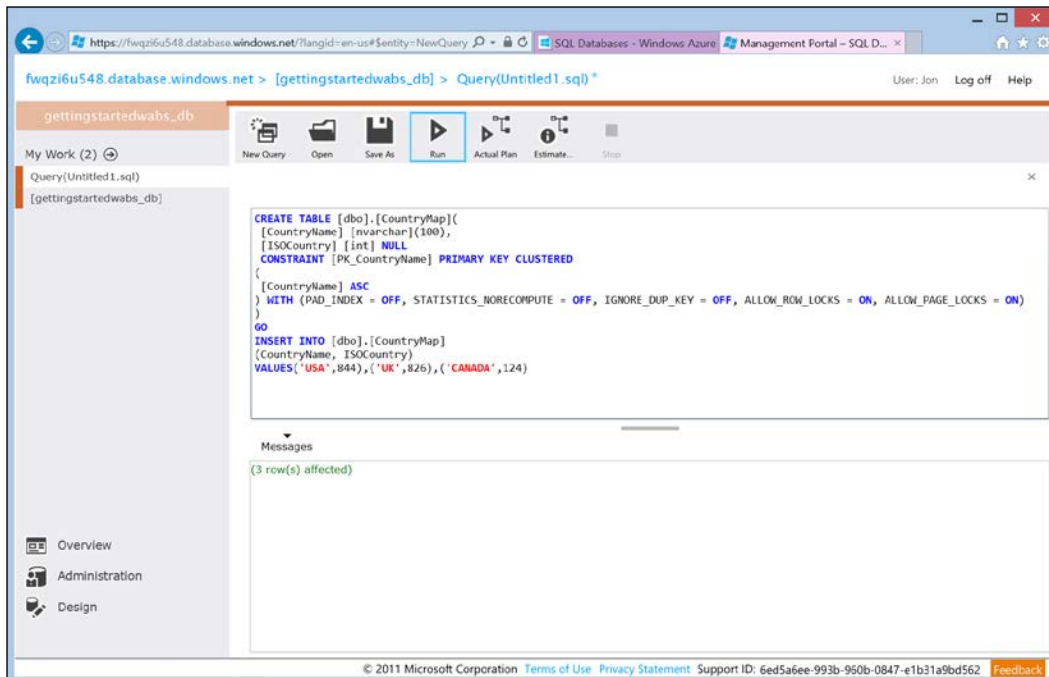 https://fwqzi6u548.database.windows.net/?langid=en-us#$entity=NewQuery
SQL Databases - Windows Azure
Management Portal – SQL D...
fwqzi6u548.database.windows.net > [gettingstartedwabs_db] > Query(Untitled1.sql) *
User: Jon Log off Help
gettingstartedwabs_db
New Query Open Save As Run Actual Plan Estimate... Stop
My Work (2)
Query(Untitled1.sql)
[gettingstartedwabs_db]
CREATE TABLE [dbo].[CountryMap](
[CountryName] [nvarchar](100),
[ISOCountry] [int] NULL
CONSTRAINT [PK_CountryName] PRIMARY KEY CLUSTERED
(
[CountryName] ASC
) WITH (PAD_INDEX = OFF, STATISTICS_NORECOMPUTE = OFF, IGNORE_DUP_KEY = OFF, ALLOW_ROW_LOCKS = ON, ALLOW_PAGE_LOCKS = ON)
)
GO
INSERT INTO [dbo].[CountryMap]
(CountryName, ISOCountry)
VALUES('USA',844),('UK',826),('CANADA',124)
Messages
(3 row(s) affected)
Overview
Administration
Design
© 2011 Microsoft Corporation Terms of Use Privacy Statement Support ID: 6ed5a6ee-993b-960b-0847-e1b31a9bd562 Feedback